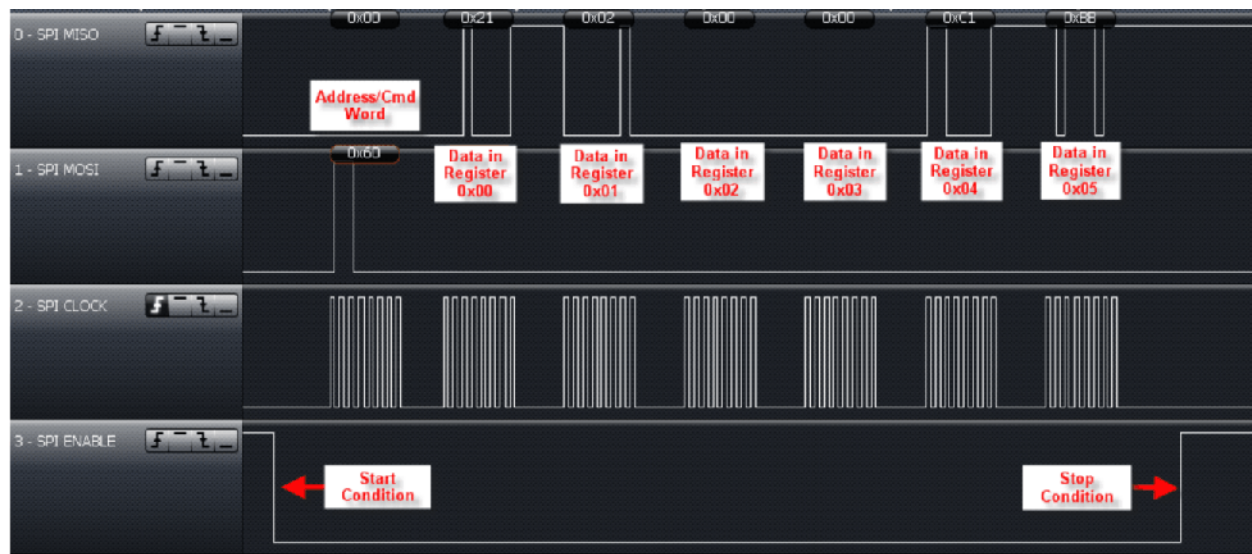 0 - SPI MISO
0x00
0x21
0x02
0x00
0x00
0xC1
0xBB
Address/Cmd
Word
1 - SPI MOSI
0x60
Data in
Register
0x00
Data in
Register
0x01
Data in
Register
0x02
Data in
Register
0x03
Data in
Register
0x04
Data in
Register
0x05
2 - SPI CLOCK
3 - SPI ENABLE
Start
Condition
Stop
Condition